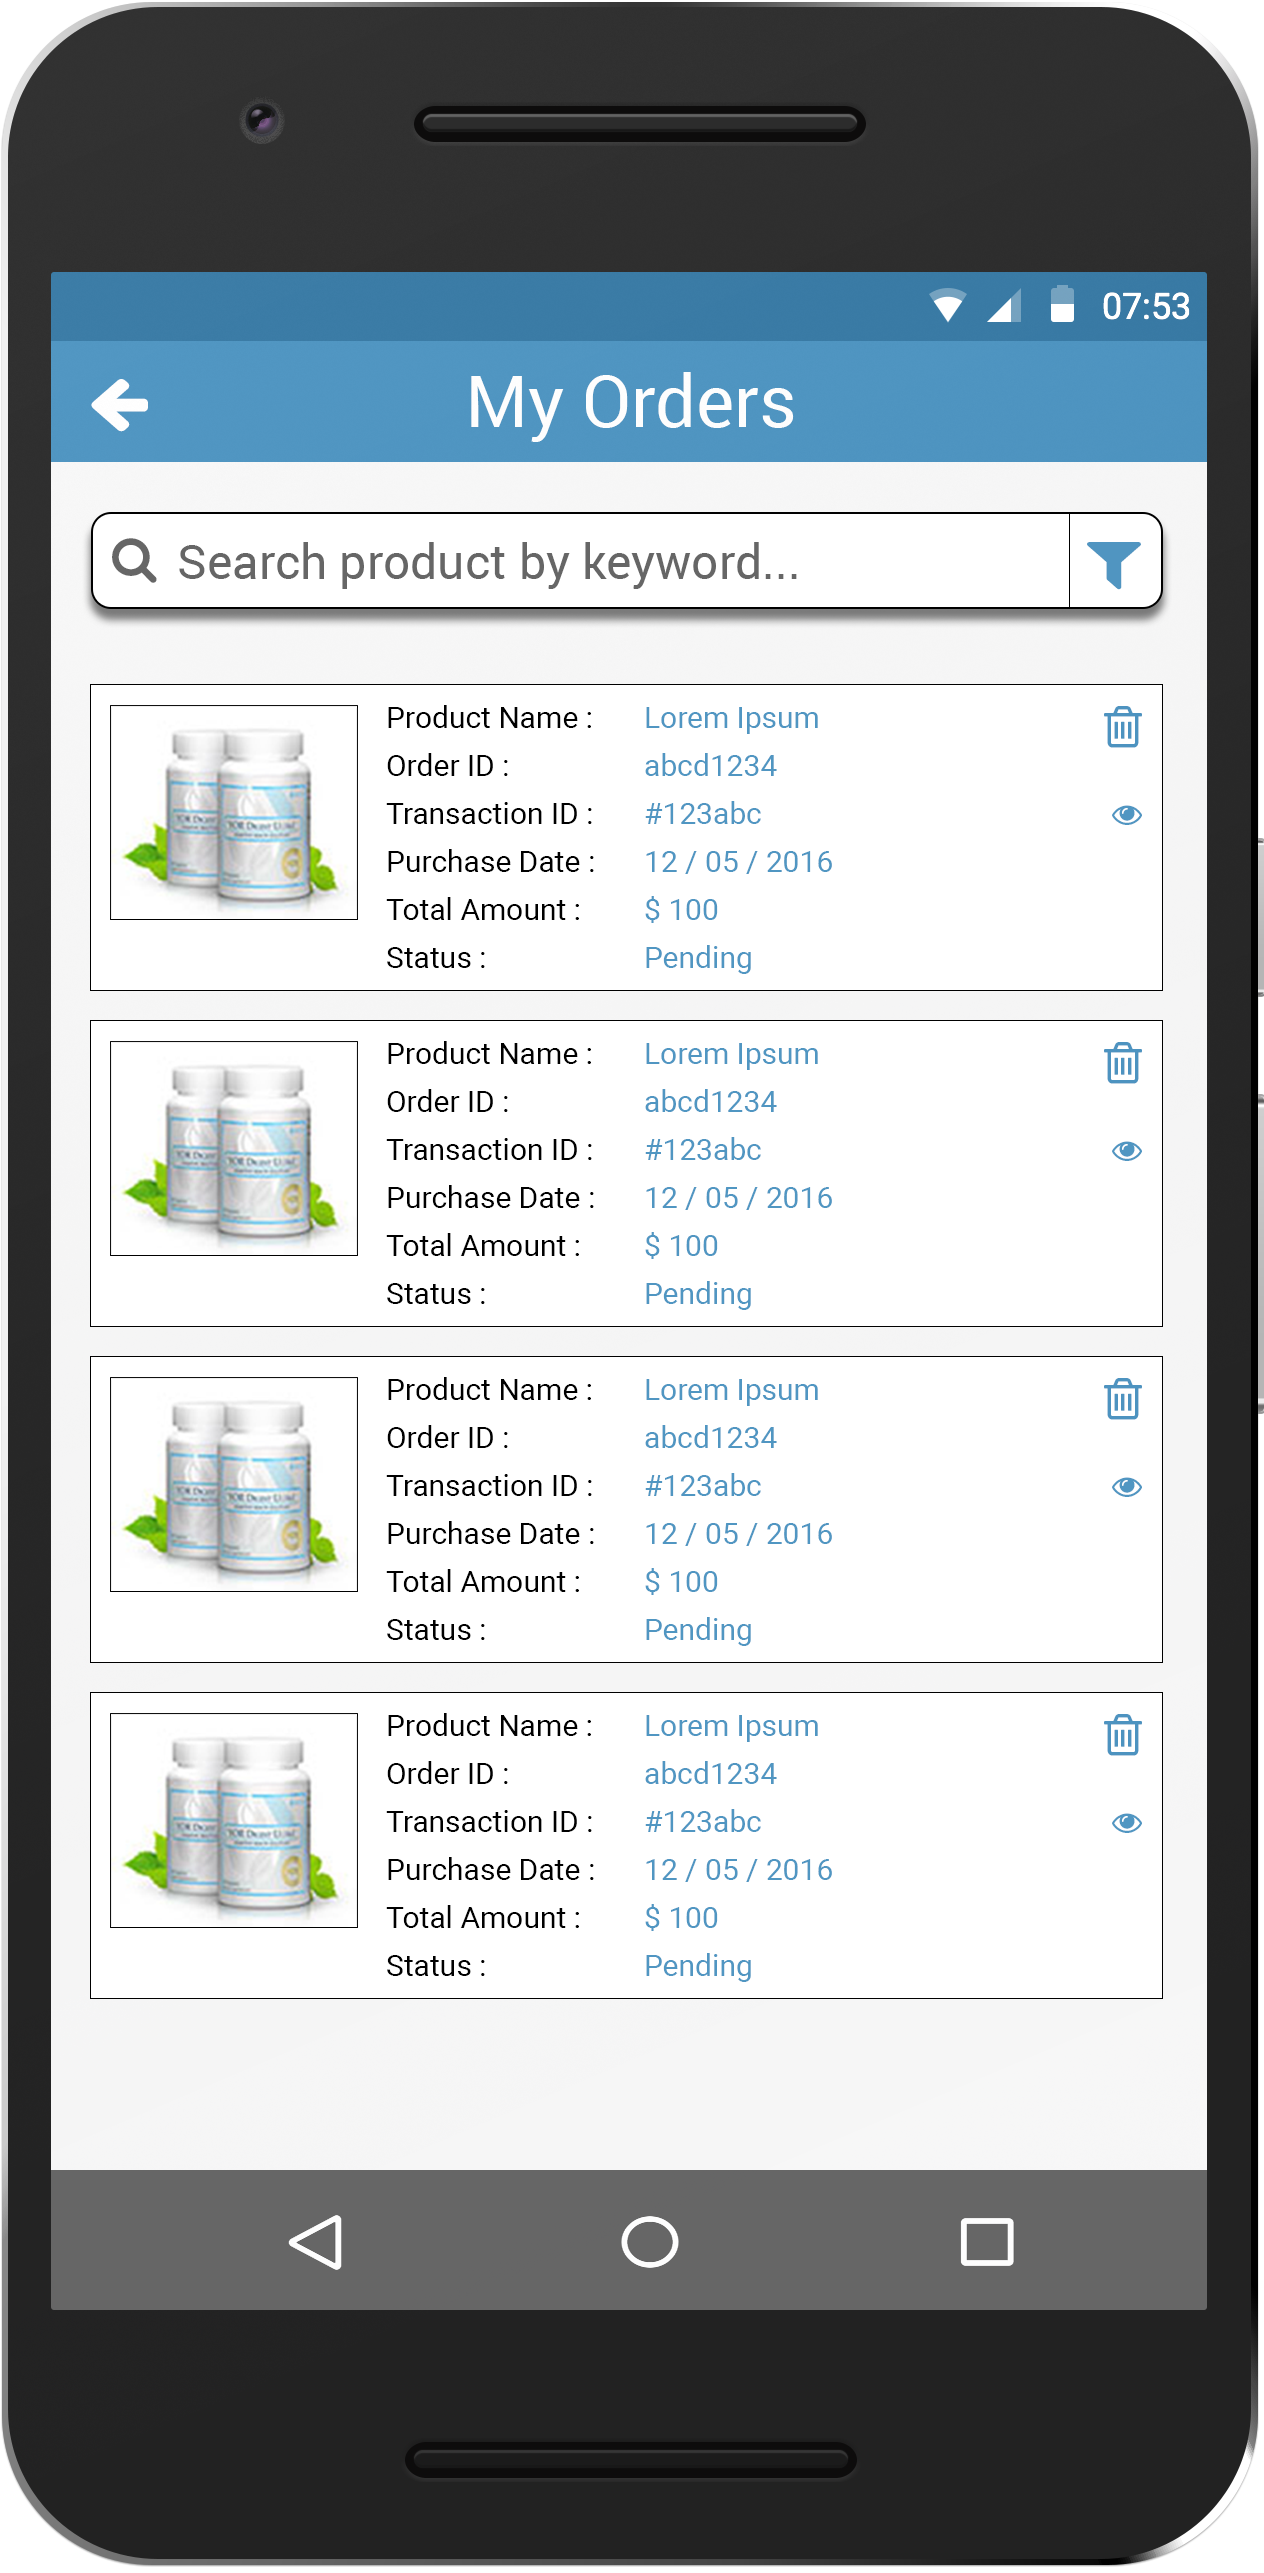 07:53
My Orders
Search product by keyword...
Product Name : Lorem Ipsum
Order ID : abcd1234
Transaction ID : #123abc
Purchase Date : 12 / 05 / 2016
Total Amount : $ 100
Status : Pending
Product Name : Lorem Ipsum
Order ID : abcd1234
Transaction ID : #123abc
Purchase Date : 12 / 05 / 2016
Total Amount : $ 100
Status : Pending
Product Name : Lorem Ipsum
Order ID : abcd1234
Transaction ID : #123abc
Purchase Date : 12 / 05 / 2016
Total Amount : $ 100
Status : Pending
Product Name : Lorem Ipsum
Order ID : abcd1234
Transaction ID : #123abc
Purchase Date : 12 / 05 / 2016
Total Amount : $ 100
Status : Pending